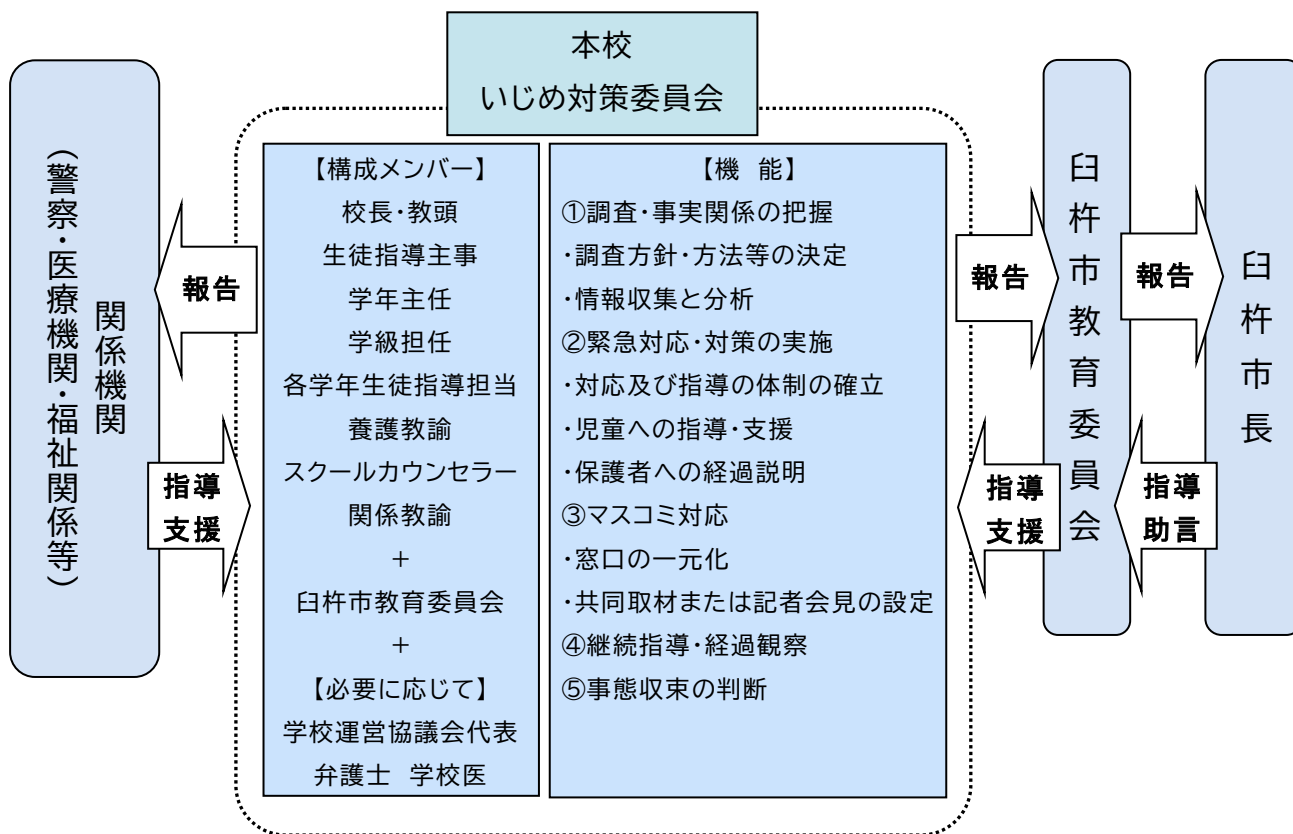 本校
いじめ対策委員会
関係機関
（警察・医療機関・福祉関係等）
報告
指導
支援
【構成メンバー】
校長・教頭
生徒指導主事
学年主任
学級担任
各学年生徒指導担当
養護教諭
スクールカウンセラー
関係教諭
+
臼杵市教育委員会
+
【必要に応じて】
学校運営協議会代表
弁護士 学校医
【機 能】
①調査・事実関係の把握
・調査方針・方法等の決定
・情報収集と分析
②緊急対応・対策の実施
・対応及び指導の体制の確立
・児童への指導・支援
・保護者への経過説明
③マスコミ対応
・窓口の一元化
・共同取材または記者会見の設定
④継続指導・経過観察
⑤事態収束の判断
報告
指導
支援
臼杵市教育委員会
報告
指導
助言
臼杵市長